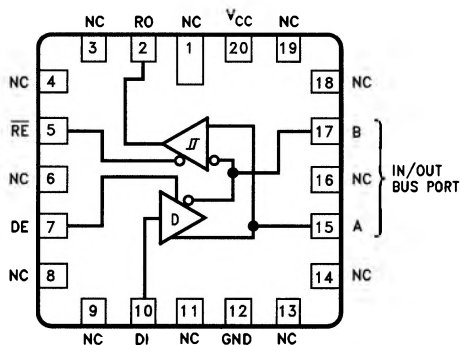 NC RO NC VCC NC
3 2 1 20 19
NC 4 18 NC
RE 5 17 B
NC 6 16 NC
IN/OUT
BUS PORT
DE 7 D 15 A
NC 8 14 NC
9 10 11 12 13
NC DI NC GND NC